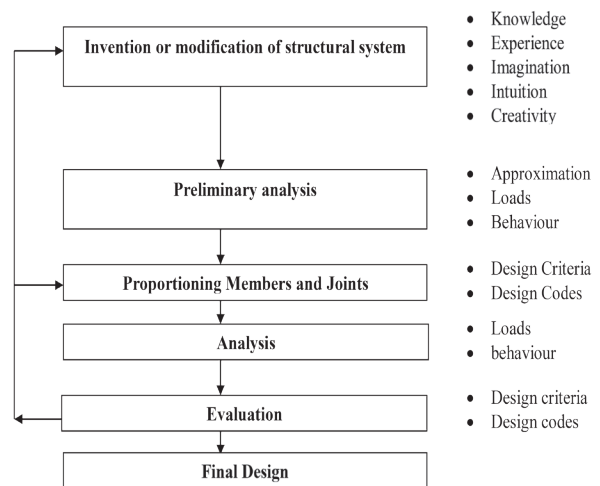 Invention or modification of structural system
• Knowledge
• Experience
• Imagination
• Intuition
• Creativity
Preliminary analysis
• Approximation
• Loads
• Behaviour
Proportioning Members and Joints
• Design Criteria
• Design Codes
Analysis
• Loads
• behaviour
Evaluation
• Design criteria
• Design codes
Final Design